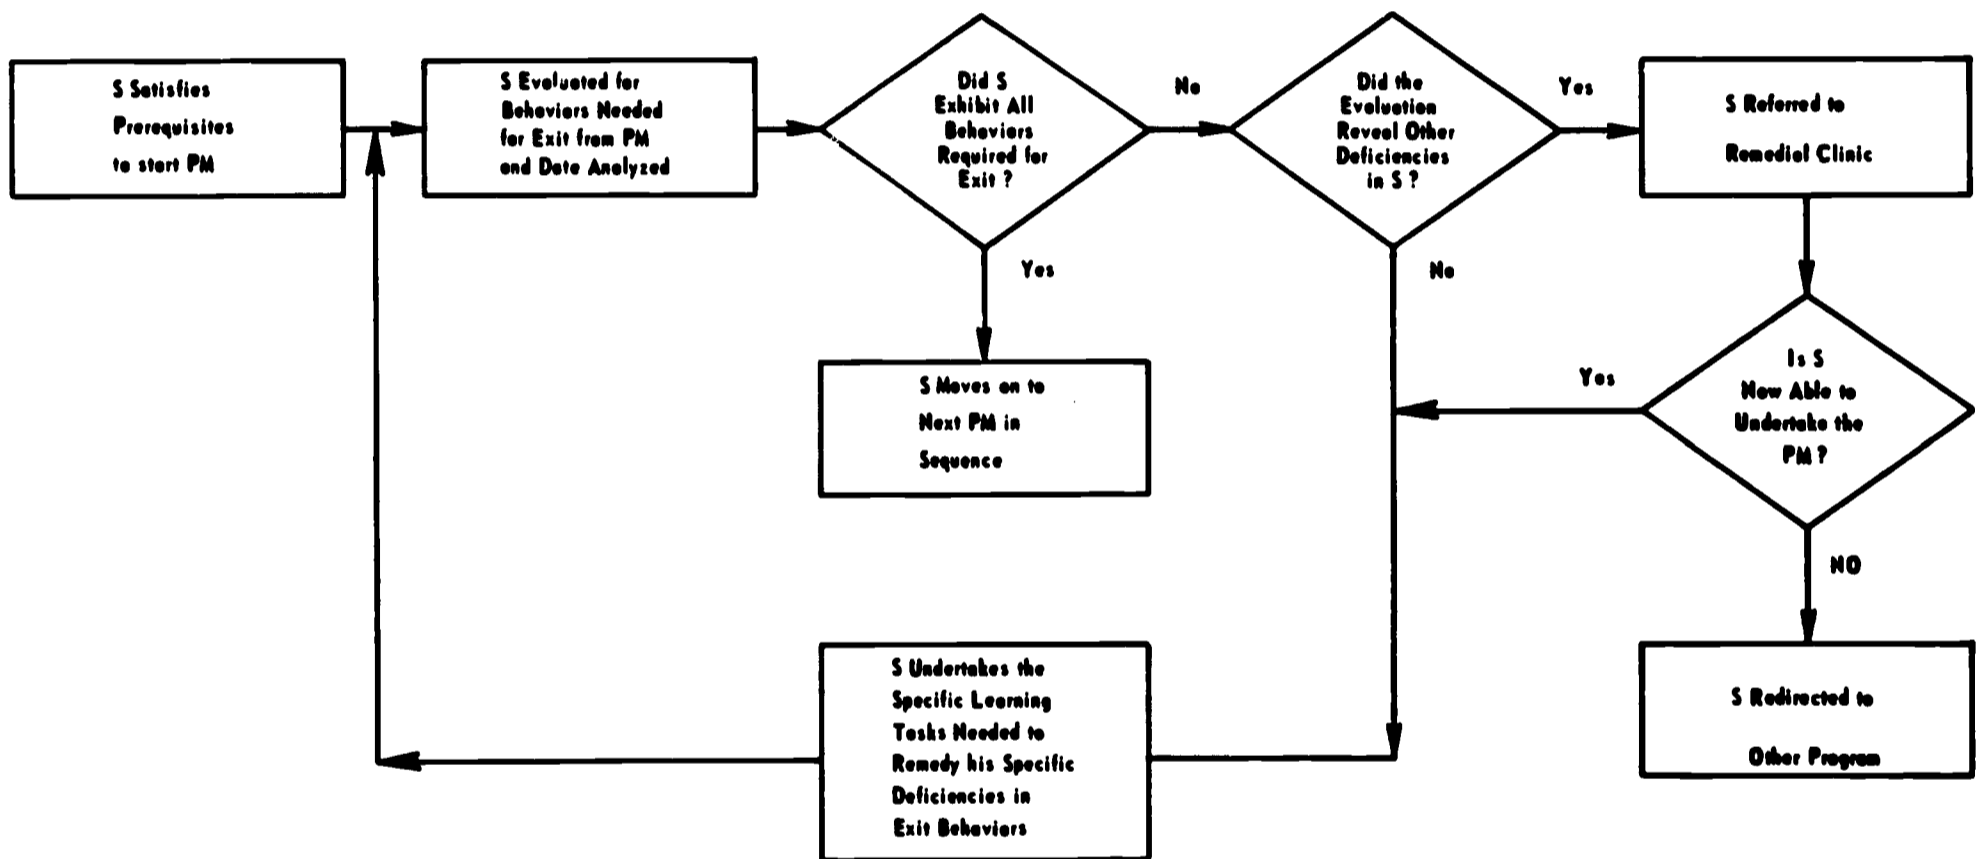 S Satisfies
Prerequisites
to start PM
S Evaluated for
Behaviors Needed
for Exit from PM
and Date Analyzed
Did S
Exhibit All
Behaviors
Required for
Exit ?
No
Yes
Did the
Evaluation
Reveal Other
Deficiencies
in S ?
Yes
No
S Referred to
Remedial Clinic
S Moves on to
Next PM in
Sequence
Is S
Now Able to
Undertake the
PM ?
Yes
NO
S Undertakes the
Specific Learning
Tasks Needed to
Remedy his Specific
Deficiencies in
Exit Behaviors
S Redirected to
Other Program